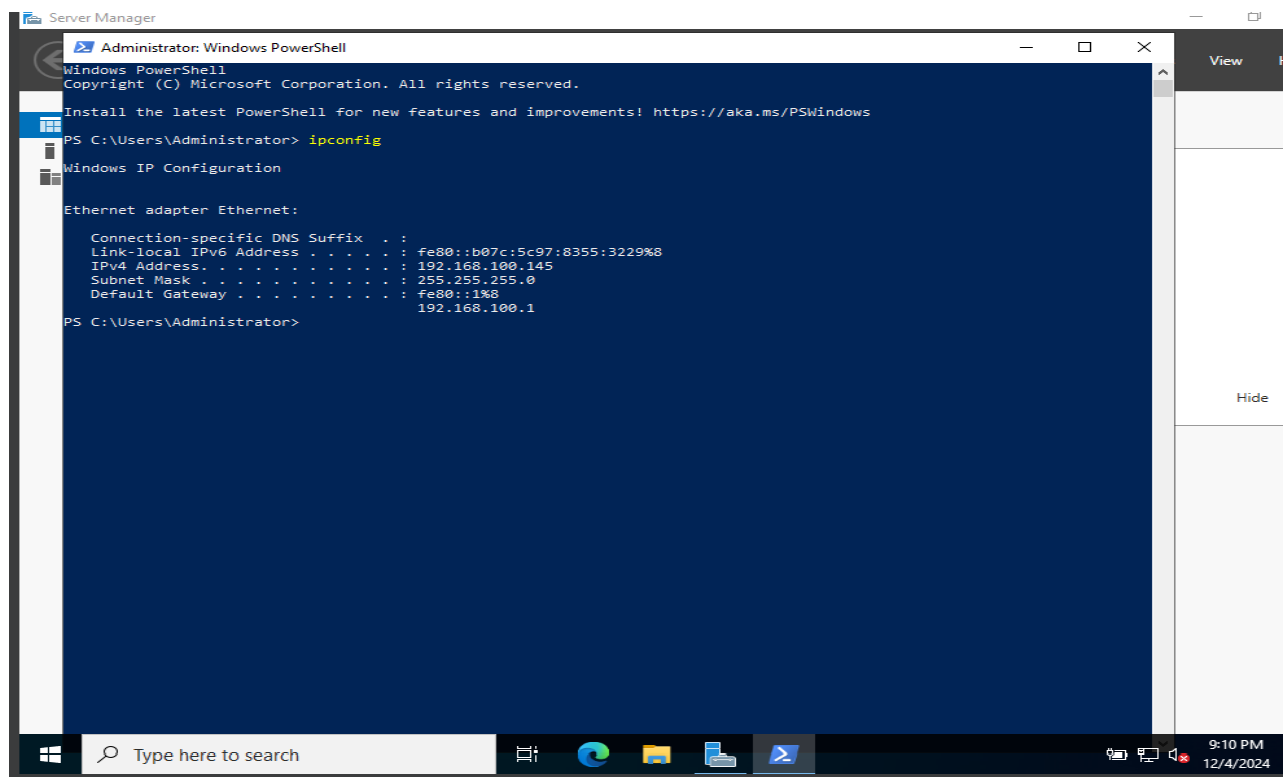 Server Manager
Administrator: Windows PowerShell
View
Windows PowerShell
Copyright (C) Microsoft Corporation. All rights reserved.
Install the latest PowerShell for new features and improvements! https://aka.ms/PSWindows
PS C:\Users\Administrator> ipconfig
Windows IP Configuration
Ethernet adapter Ethernet:
Connection-specific DNS Suffix  . :
Link-local IPv6 Address . . . . . : fe80::b07c:5c97:8355:3229%8
IPv4 Address. . . . . . . . . . . : 192.168.100.145
Subnet Mask . . . . . . . . . . . : 255.255.255.0
Default Gateway . . . . . . . . . : fe80::1%8
192.168.100.1
PS C:\Users\Administrator>
Hide
Type here to search
9:10 PM
12/4/2024